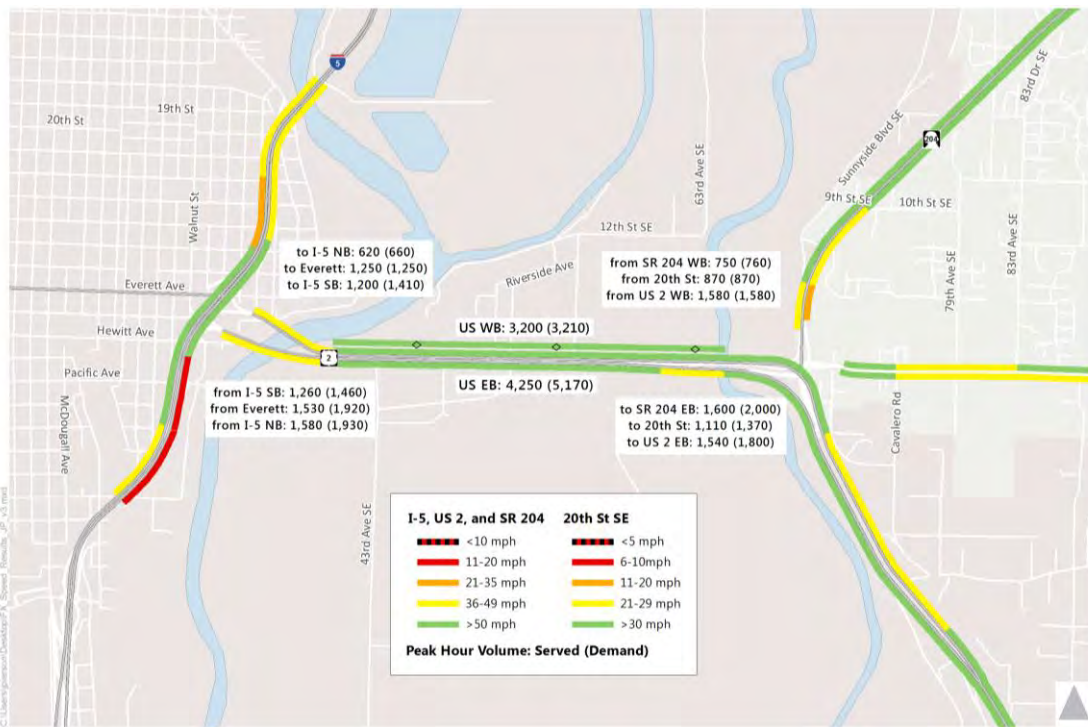 5
83rd Dr SE
19th St
20th St
Sunnyside Blvd SE
204
63rd Ave SE
9th St SE
10th St SE
Walnut St
12th St SE
83rd Ave SE
to I-5 NB: 620 (660)
to Everett: 1,250 (1,250)
to I-5 SB: 1,200 (1,410)
Riverside Ave
from SR 204 WB: 750 (760)
from 20th St: 870 (870)
from US 2 WB: 1,580 (1,580)
79th Ave SE
Everett Ave
Hewitt Ave
US WB: 3,200 (3,210)
2
Pacific Ave
US EB: 4,250 (5,170)
from I-5 SB: 1,260 (1,460)
from Everett: 1,530 (1,920)
from I-5 NB: 1,580 (1,930)
to SR 204 EB: 1,600 (2,000)
to 20th St: 1,110 (1,370)
to US 2 EB: 1,540 (1,800)
Cavalero Rd
McDougall Ave
43rd Ave SE
I-5, US 2, and SR 204
<10 mph
11-20 mph
21-35 mph
36-49 mph
>50 mph
20th St SE
<5 mph
6-10mph
11-20 mph
21-29 mph
>30 mph
Peak Hour Volume: Served (Demand)